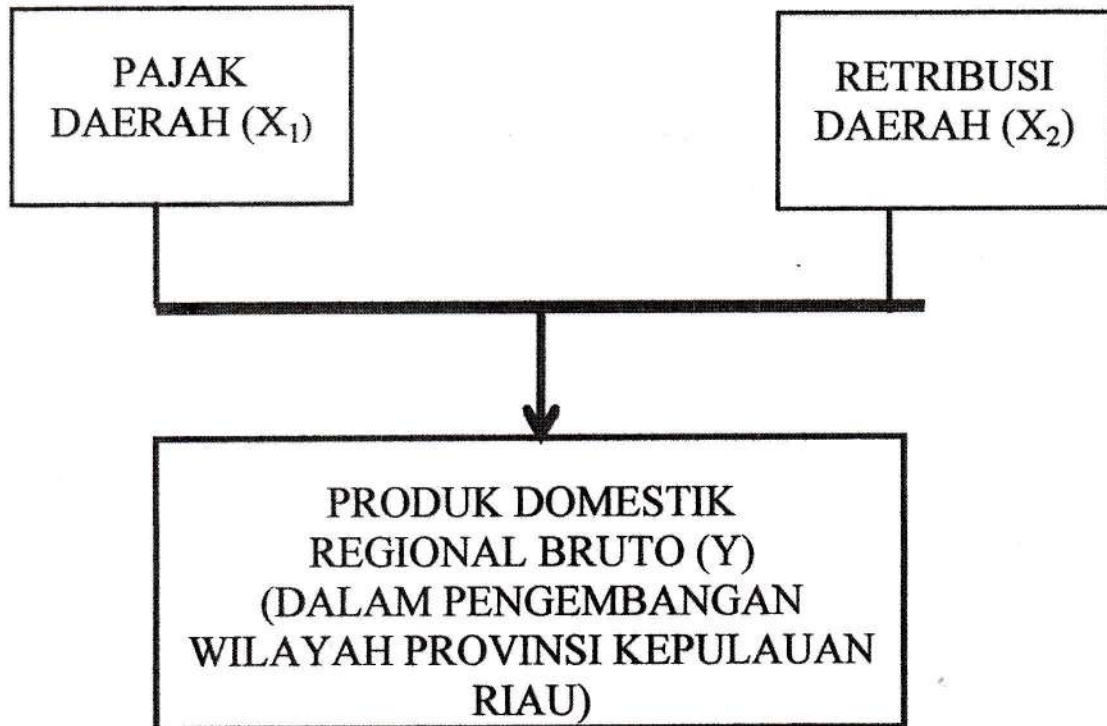 PAJAK
DAERAH (X₁)
RETRIBUSI
DAERAH (X₂)
PRODUK DOMESTIK
REGIONAL BRUTO (Y)
(DALAM PENGEMBANGAN
WILAYAH PROVINSI KEPULAUAN
RIAU)